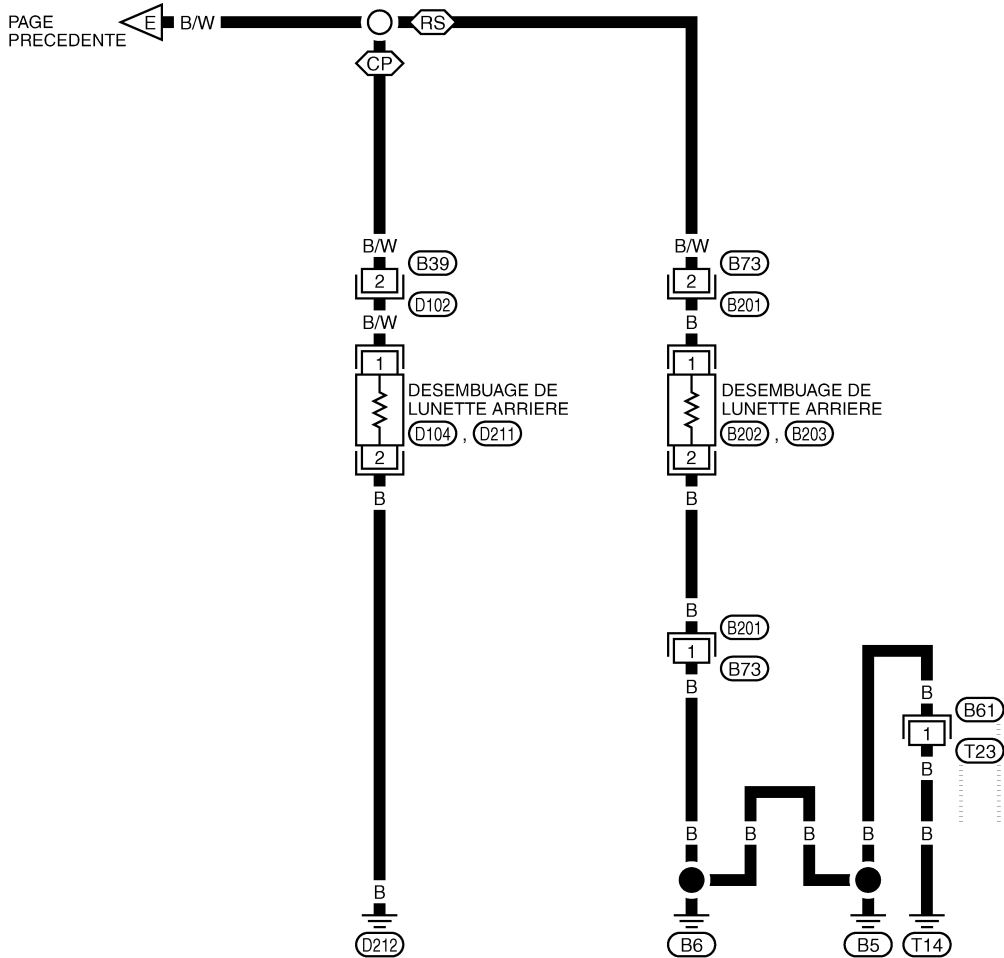 PAGE
PRECEDENTE
E
B/W
RS
CP
B/W
B/W
B39
B73
2
2
D102
B201
B/W
B
1
1
DESEMBUAGE DE
LUNETTE ARRIERE
D104 , D211
DESEMBUAGE DE
LUNETTE ARRIERE
B202 , B203
2
2
B
B
B
B201
1
B73
B
B
B61
1
T23
B
B
B
B
B
B
B
D212
B6
B5
T14